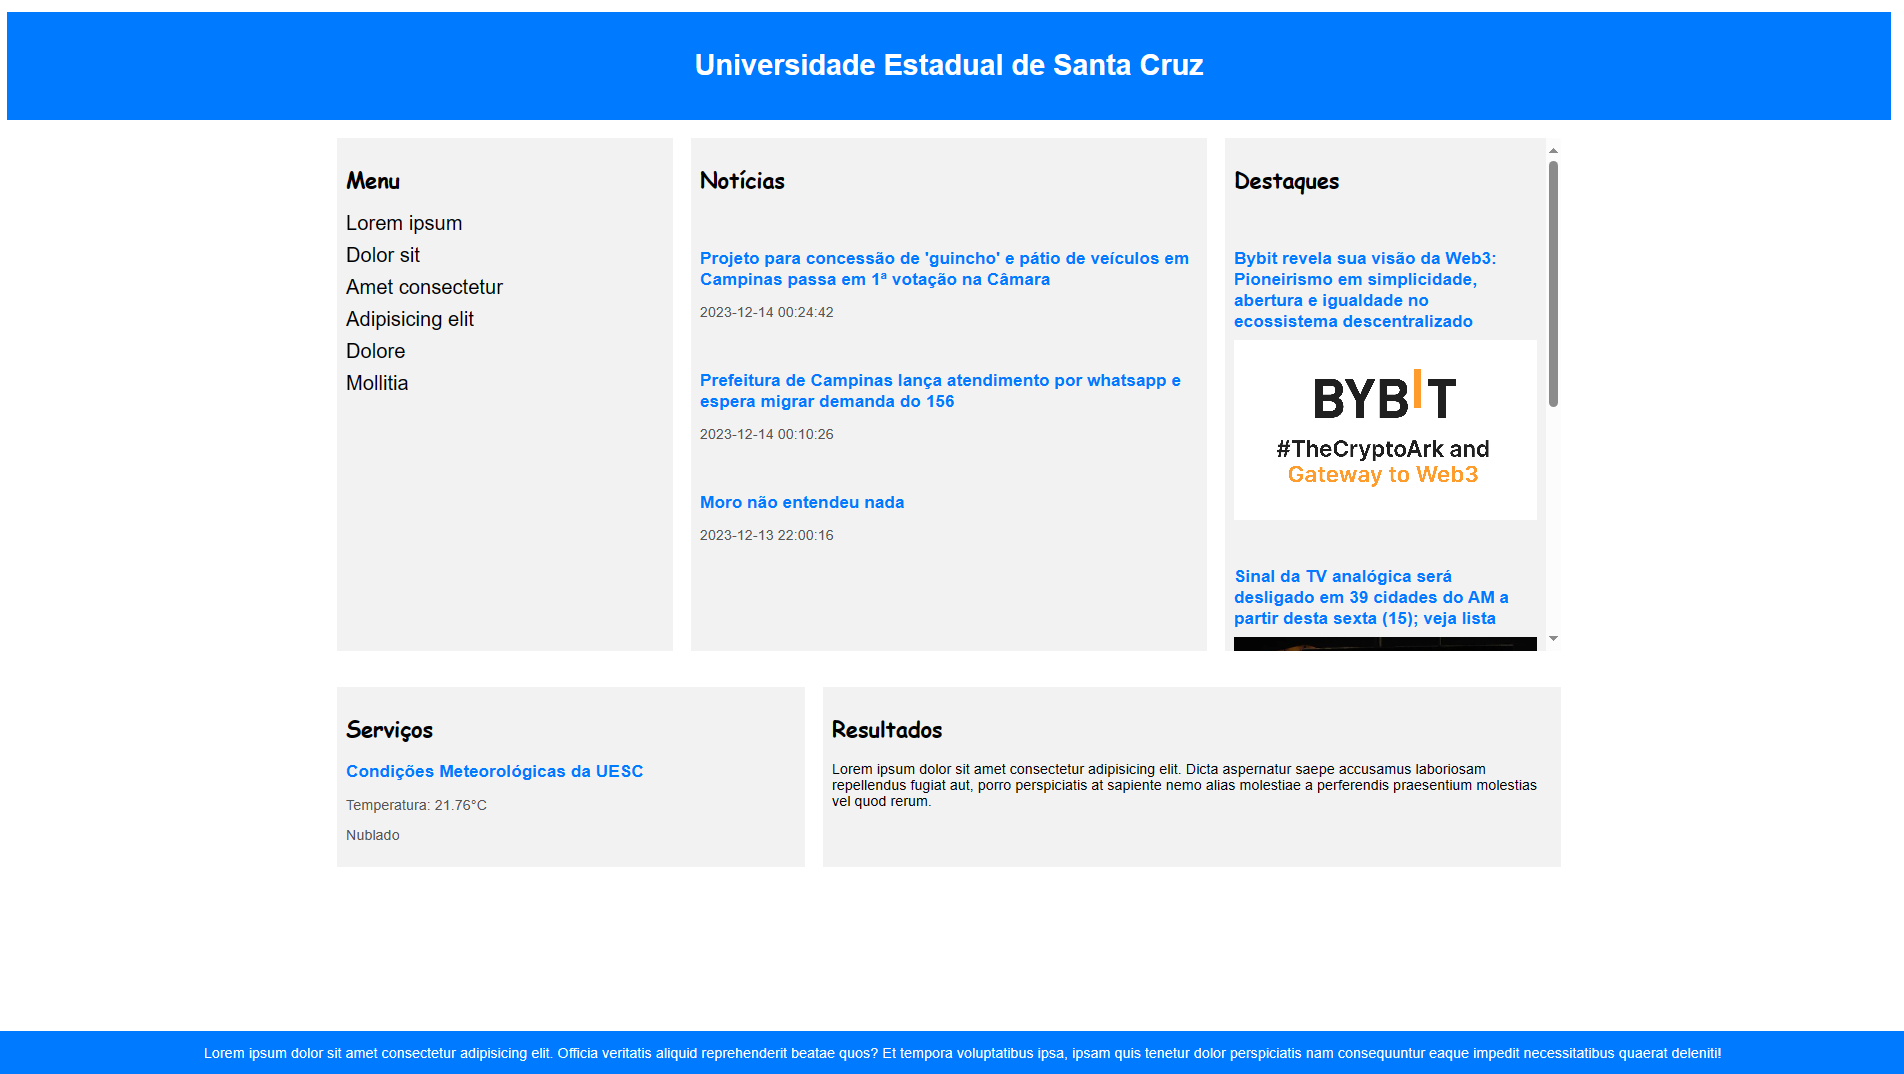 Universidade Estadual de Santa Cruz
Menu
Lorem ipsum
Dolor sit
Amet consectetur
Adipisicing elit
Dolore
Mollitia
Notícias
Projeto para concessão de 'guincho' e pátio de veículos em
Campinas passa em 1ª votação na Câmara
2023-12-14 00:24:42
Prefeitura de Campinas lança atendimento por whatsapp e
espera migrar demanda do 156
2023-12-14 00:10:26
Moro não entendeu nada
2023-12-13 22:00:16
Destaques
Bybit revela sua visão da Web3:
Pioneirismo em simplicidade,
abertura e igualdade no
ecossistema descentralizado
BYBIT
#TheCryptoArk and
Gateway to Web3
Sinal da TV analógica será
desligado em 39 cidades do AM a
partir desta sexta (15); veja lista
Serviços
Condições Meteorológicas da UESC
Temperatura: 21.76°C
Nublado
Resultados
Lorem ipsum dolor sit amet consectetur adipisicing elit. Dicta aspernatur saepe accusamus laboriosam
repellendus fugiat aut, porro perspiciatis at sapiente nemo alias molestiae a perferendis praesentium molestias
vel quod rerum.
Lorem ipsum dolor sit amet consectetur adipisicing elit. Officia veritatis aliquid reprehenderit beatae quos? Et tempora voluptatibus ipsa, ipsam quis tenetur dolor perspiciatis nam consequuntur eaque impedit necessitatibus quaerat deleniti!